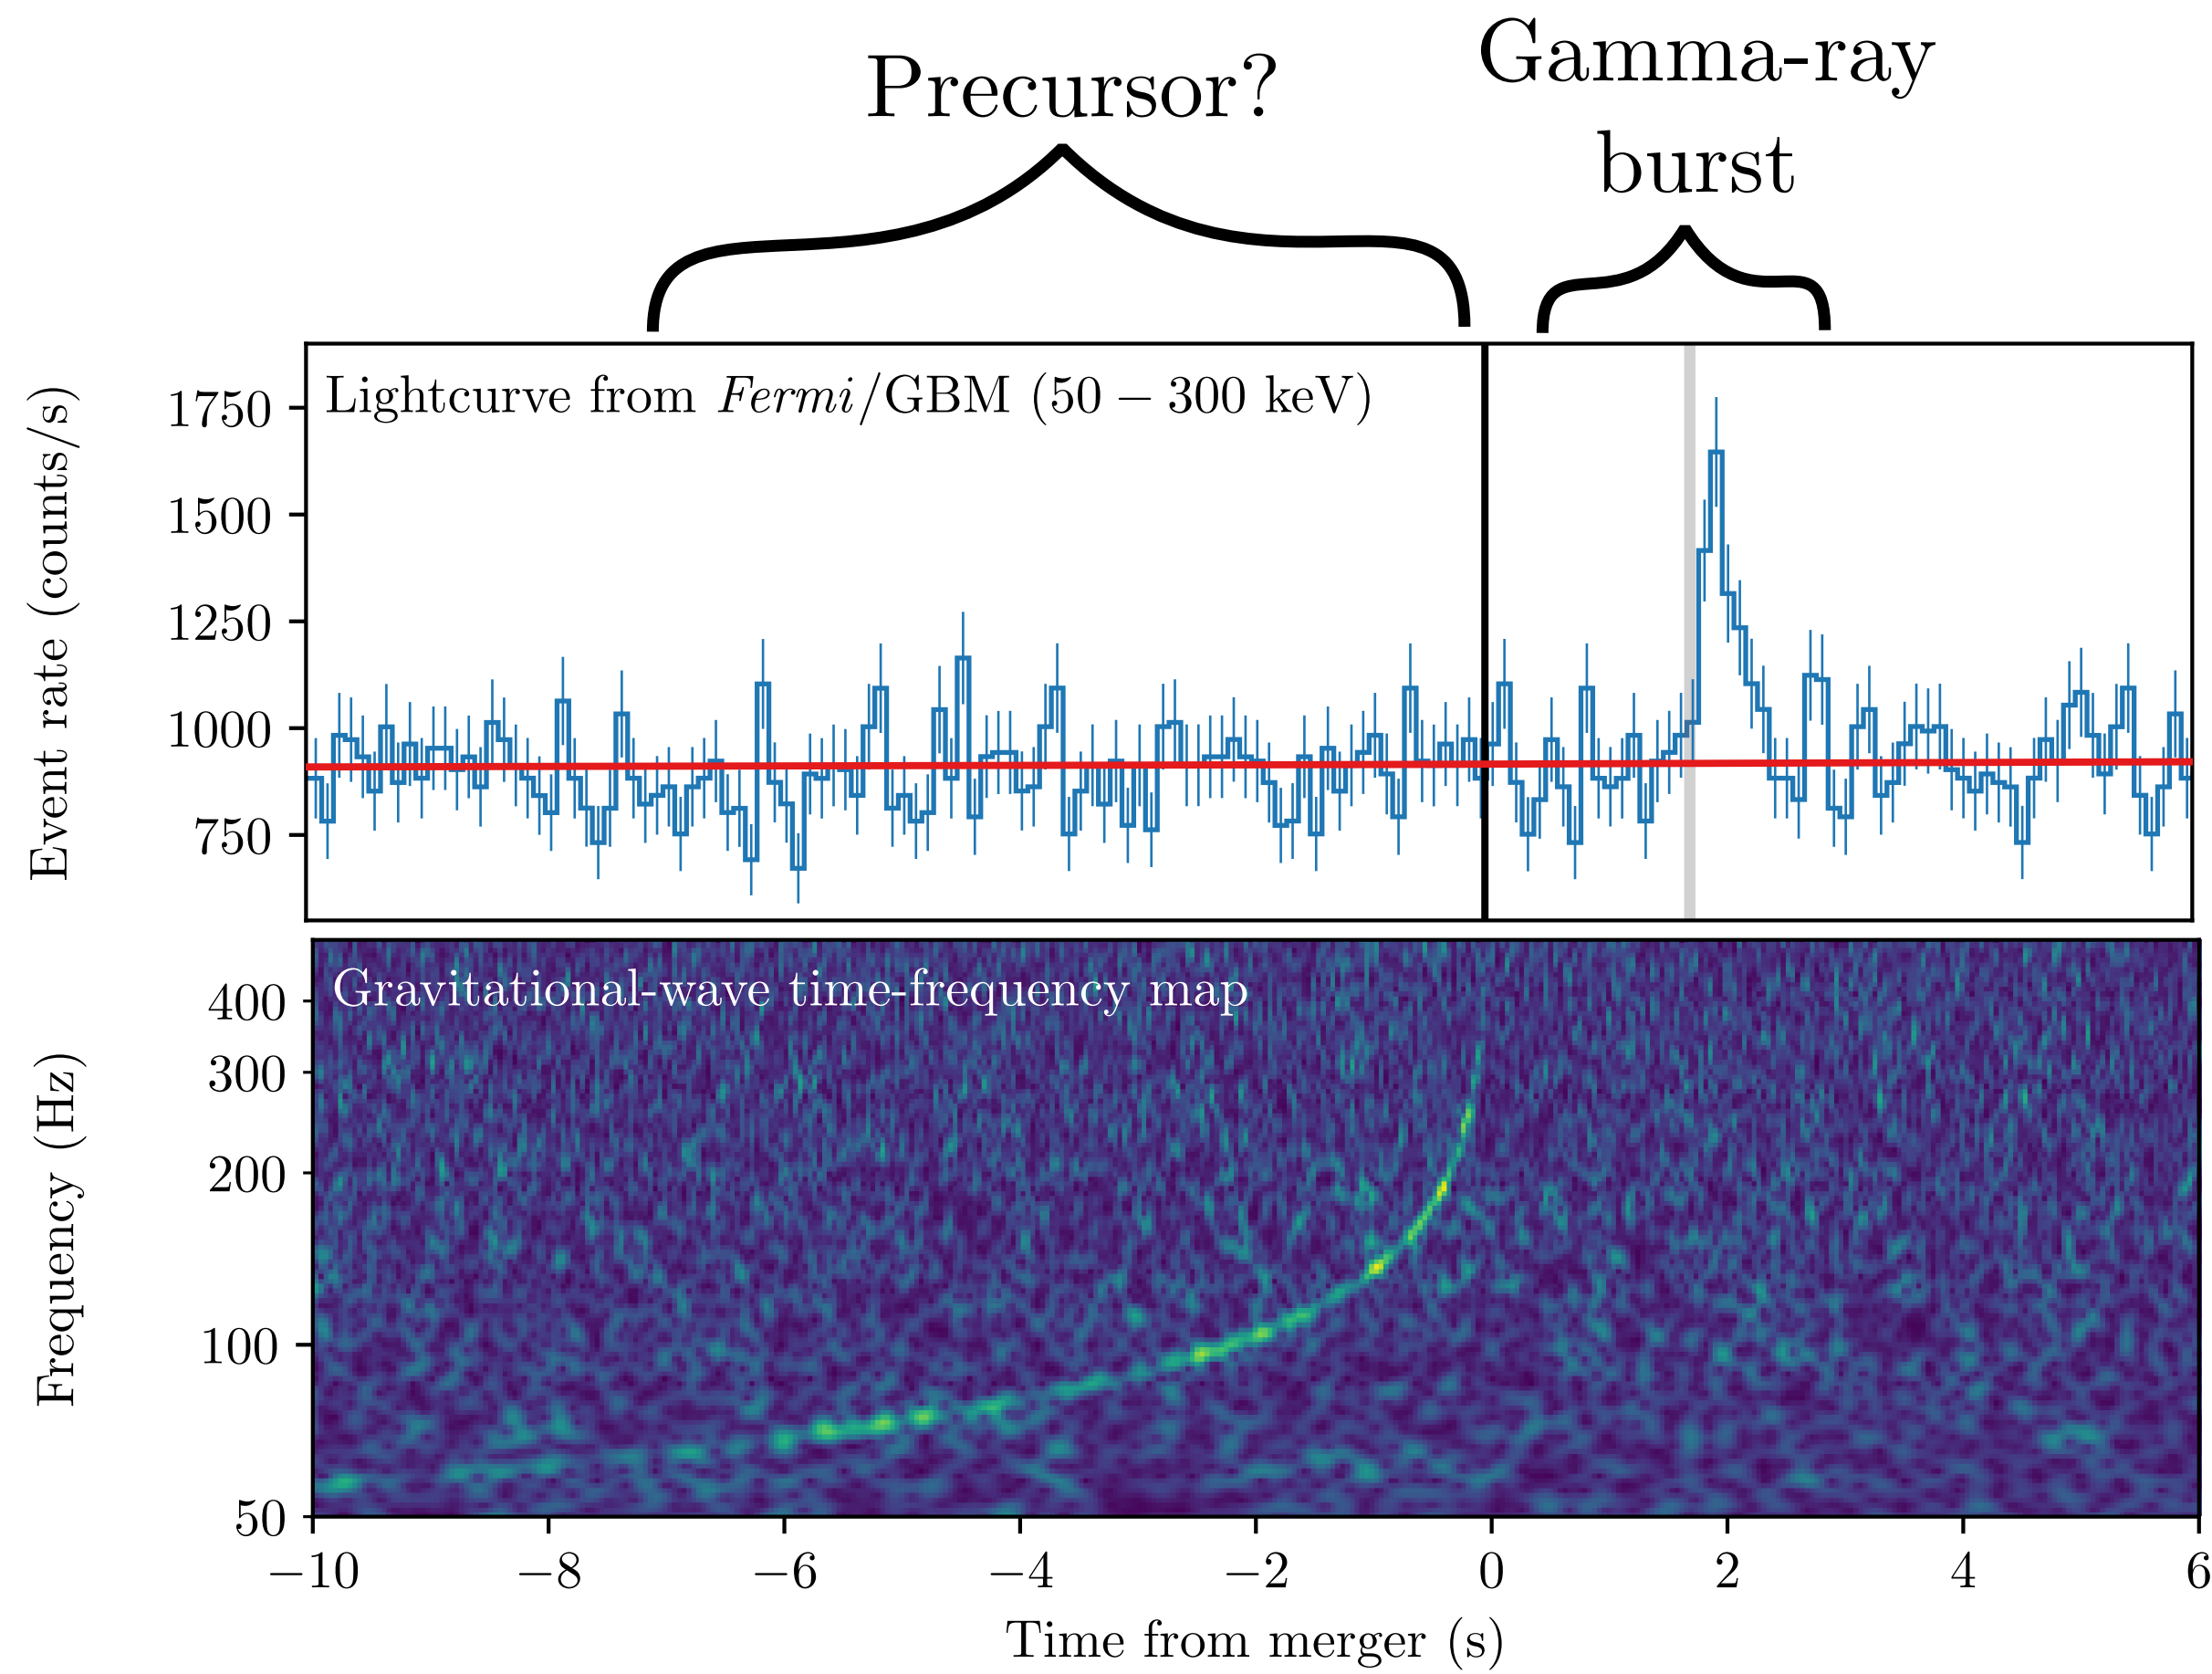 Precursor?
Gamma-ray
burst
Lightcurve from Fermi/GBM (50 − 300 keV)
Event rate (counts/s)
1750
1500
1250
1000
750
Gravitational-wave time-frequency map
Frequency (Hz)
400
300
200
100
50
−10 −8 −6 −4 −2 0 2 4 6
Time from merger (s)